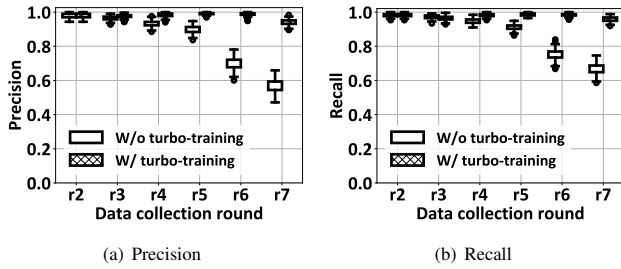 Precision
1.0
0.8
0.6
0.4
0.2
0.0
W/o turbo-training
W/ turbo-training
r2 r3 r4 r5 r6 r7
Data collection round
(a) Precision
Recall
1.0
0.8
0.6
0.4
0.2
0.0
W/o turbo-training
W/ turbo-training
r2 r3 r4 r5 r6 r7
Data collection round
(b) Recall